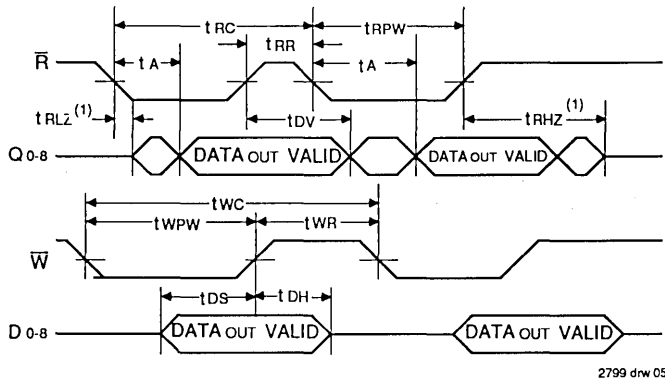 tRC
tRPW
tRR
tA
tA
R
tRLZ(1)
tDV
tRHZ(1)
Q0-8
DATA OUT VALID
DATA OUT VALID
tWC
tWPW
tWR
W
tDS
tDH
D0-8
DATA OUT VALID
DATA OUT VALID
2799 drw 05